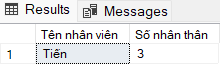 Results Messages
Tên nhân viên Số nhân thân
1 Tiến 3